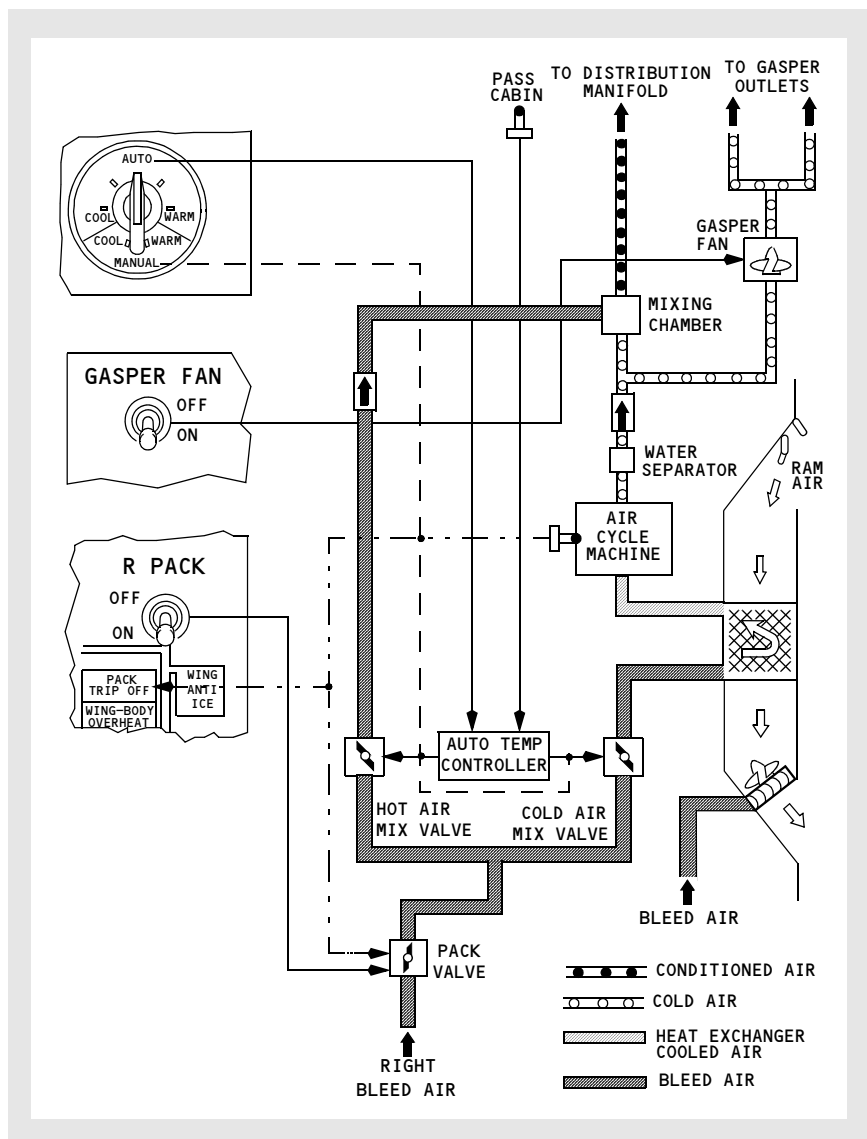 PASS
CABIN
TO DISTRIBUTION
MANIFOLD
TO GASPER
OUTLETS
AUTO
COOL
WARM
COOL
WARM
MANUAL
GASPER
FAN
MIXING
CHAMBER
GASPER FAN
OFF
ON
WATER
SEPARATOR
RAM
AIR
AIR
CYCLE
MACHINE
R PACK
OFF
ON
PACK
TRIP OFF
WING-BODY
OVERHEAT
WING
ANTI
ICE
AUTO TEMP
CONTROLLER
HOT AIR
MIX VALVE
COLD AIR
MIX VALVE
BLEED AIR
PACK
VALVE
RIGHT
BLEED AIR
CONDITIONED AIR
COLD AIR
HEAT EXCHANGER
COOLED AIR
BLEED AIR